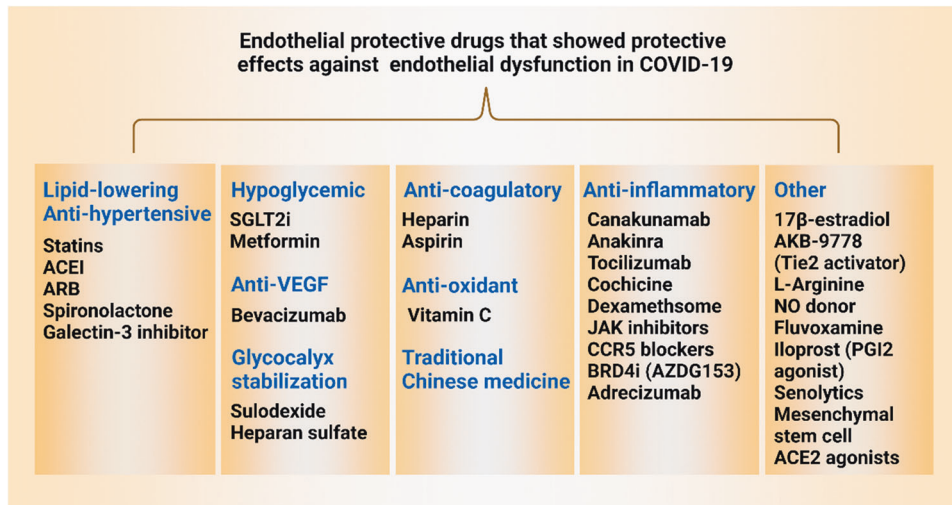 Endothelial protective drugs that showed protective
effects against endothelial dysfunction in COVID-19
Lipid-lowering
Anti-hypertensive
Statins
ACEI
ARB
Spironolactone
Galectin-3 inhibitor
Hypoglycemic
SGLT2i
Metformin
Anti-VEGF
Bevacizumab
Glycocalyx
stabilization
Sulodexide
Heparan sulfate
Anti-coagulatory
Heparin
Aspirin
Anti-oxidant
Vitamin C
Traditional
Chinese medicine
Anti-inflammatory
Canakunamab
Anakinra
Tocilizumab
Cochicine
Dexamethsome
JAK inhibitors
CCR5 blockers
BRD4i (AZDG153)
Adrecizumab
Other
17β-estradiol
AKB-9778
(Tie2 activator)
L-Arginine
NO donor
Fluvoxamine
Iloprost (PGI2
agonist)
Senolytics
Mesenchymal
stem cell
ACE2 agonists